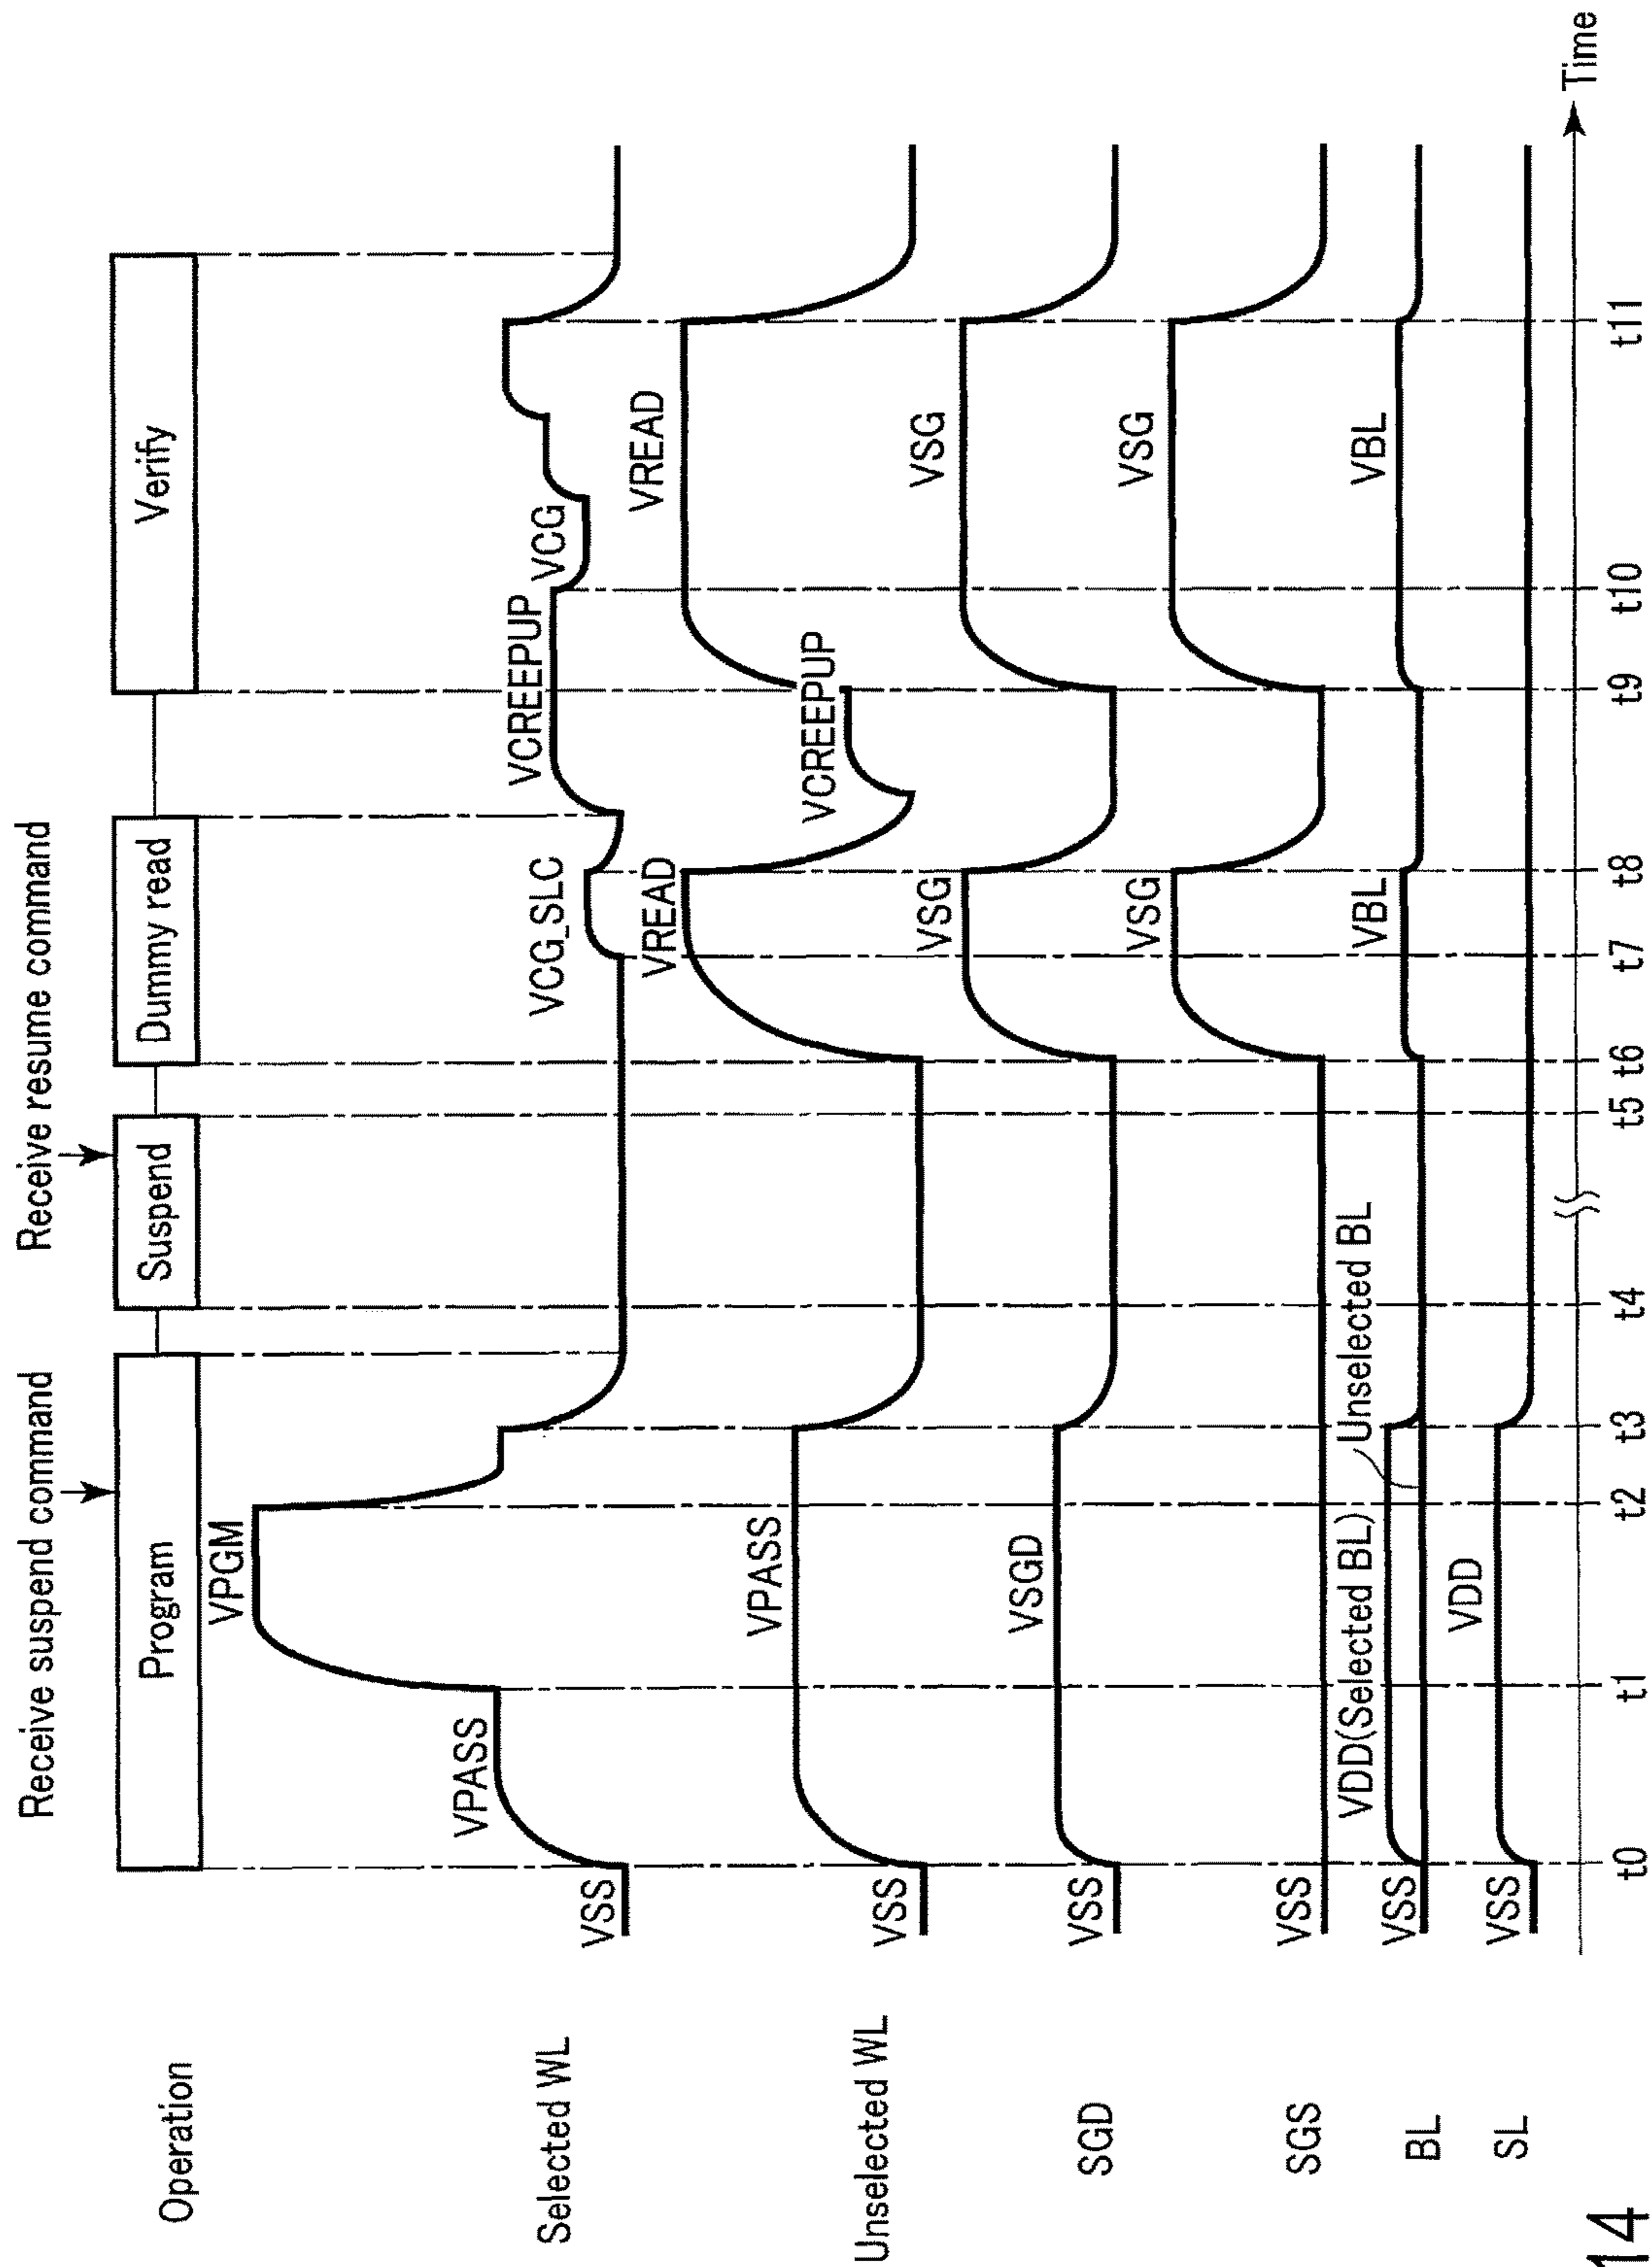 Receive suspend command
Receive resume command
Operation
Program
Suspend
Dummy read
Verify
Selected WL
VSS
VPASS
VPGM
VCG_SLC
VCREEPUP
VCG
Unselected WL
VSS
VPASS
VREAD
VCREEPUP
VREAD
SGD
VSS
VSGD
VSG
VSG
SGS
VSS
VSG
VSG
BL
VSS
VDD(Selected BL)
Unselected BL
VBL
VBL
SL
VSS
VDD
t0
t1
t2
t3
t4
t5
t6
t7
t8
t9
t10
t11
Time
14